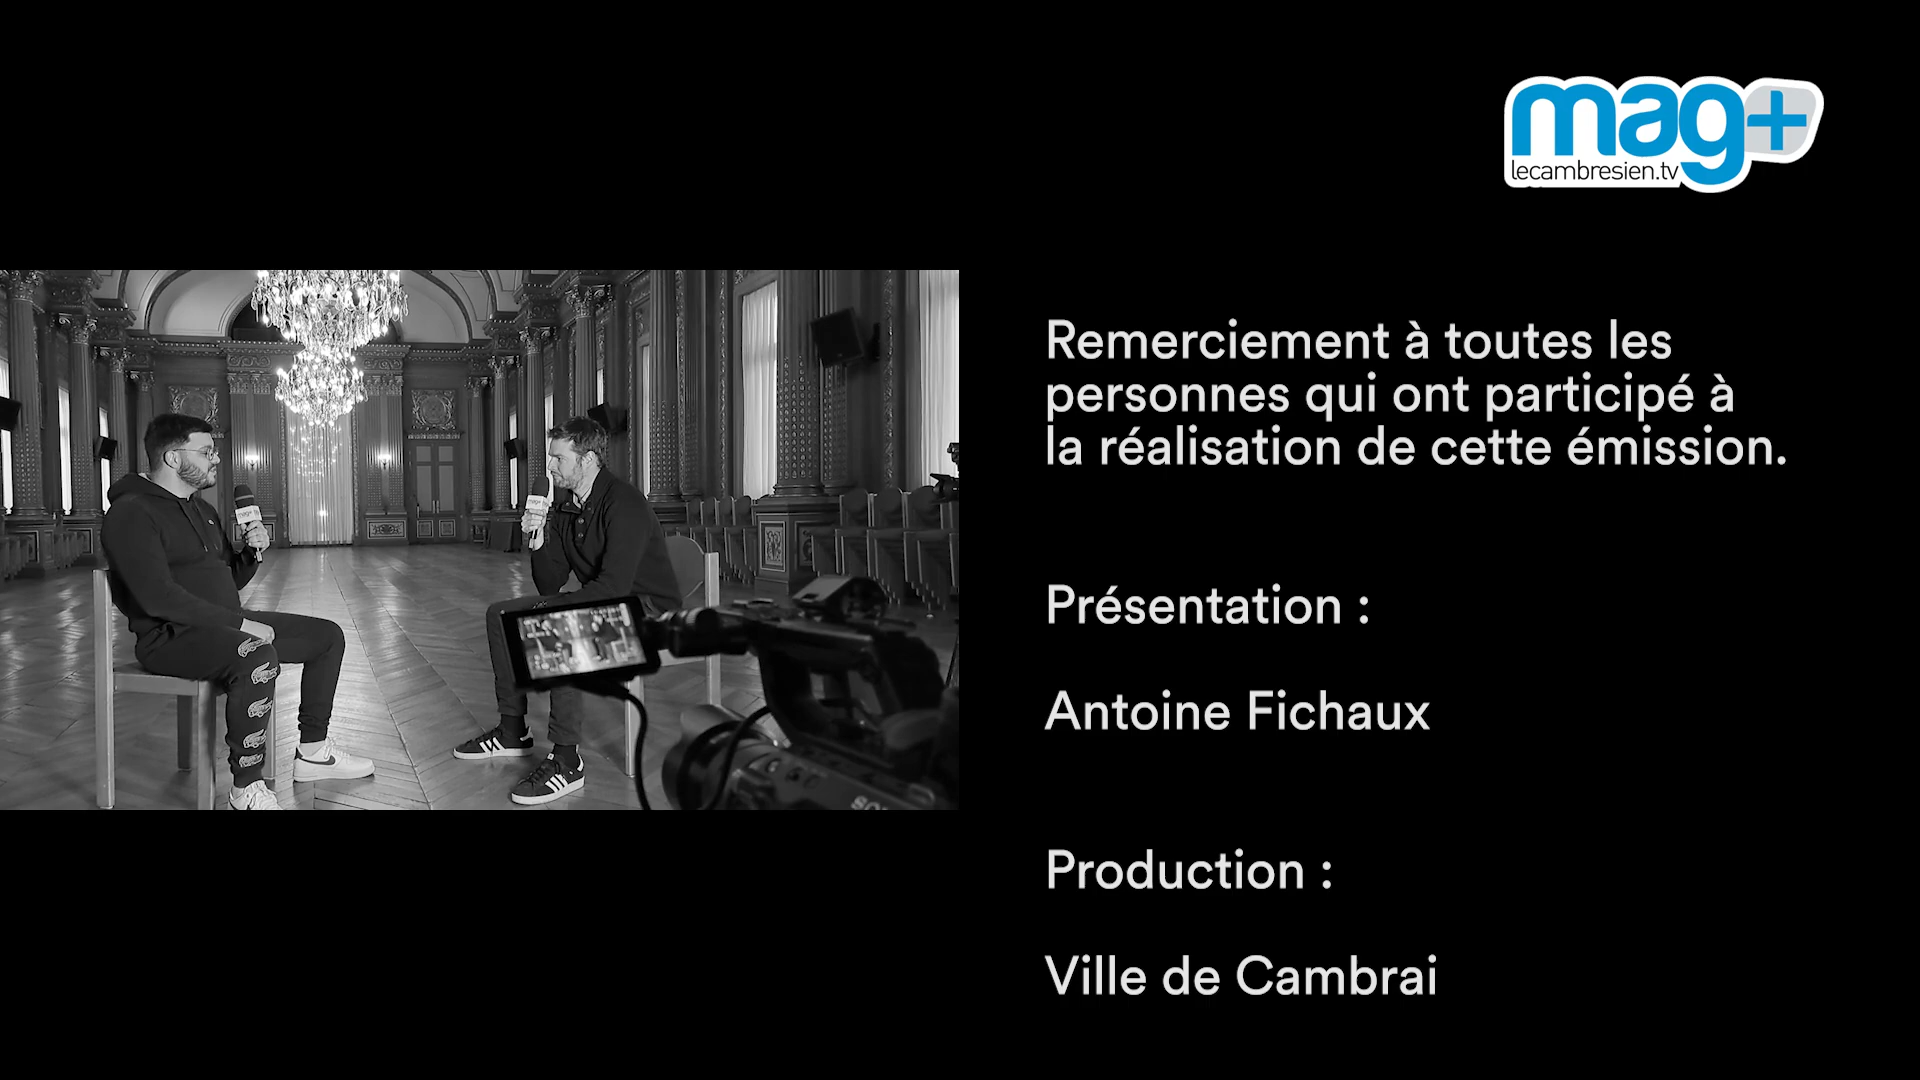 mag+
lecambresien.tv
Remerciement à toutes les
personnes qui ont participé à
la réalisation de cette émission.
Présentation :
Antoine Fichaux
Production :
Ville de Cambrai